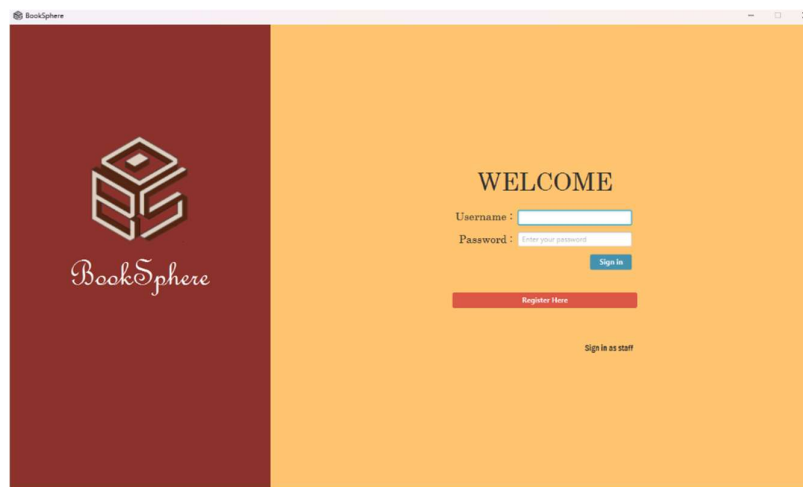 BookSphere
BookSphere
WELCOME
Username :
Password : Enter your password
Sign in
Register Here
Sign in as staff